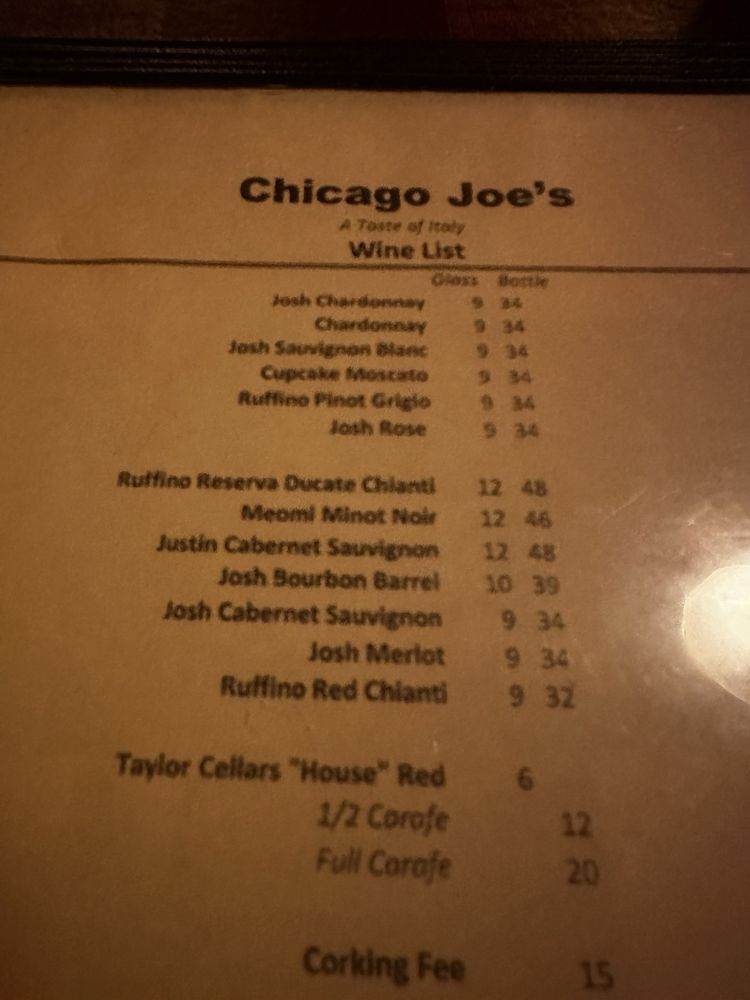 Chicago Joe's
A Taste of Italy
Wine List
Glass Bottle
Josh Chardonnay 9 34
Chardonnay 9 34
Josh Sauvignon Blanc 9 34
Cupcake Moscato 9 34
Ruffino Pinot Grigio 9 34
Josh Rose 9 34
Ruffino Reserva Ducate Chianti 12 48
Meomi Minot Noir 12 46
Justin Cabernet Sauvignon 12 48
Josh Bourbon Barrel 10 39
Josh Cabernet Sauvignon 9 34
Josh Merlot 9 34
Ruffino Red Chianti 9 32
Taylor Cellars "House" Red 6
1/2 Carafe 12
Full Carafe 20
Corking Fee 15